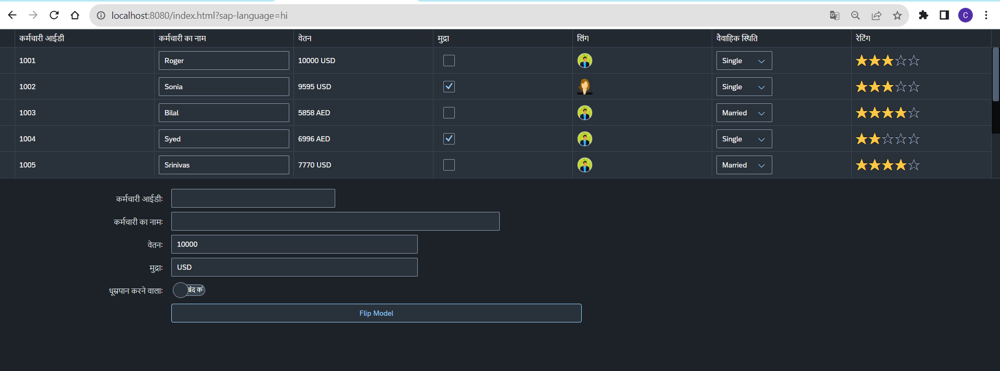 localhost:8080/index.html?sap-language=hi
C
कर्मचारी आईडी कर्मचारी का नाम वेतन मुद्रा लिंग वैवाहिक स्थिति रेटिंग
1001 Roger 10000 USD Single
1002 Sonia 9595 USD Single
1003 Bilal 5858 AED Married
1004 Syed 6996 AED Single
1005 Srinivas 7770 USD Married
कर्मचारी आईडी:
कर्मचारी का नाम:
वेतन: 10000
मुद्रा: USD
धूम्रपान करने वाला: बंद क
Flip Model